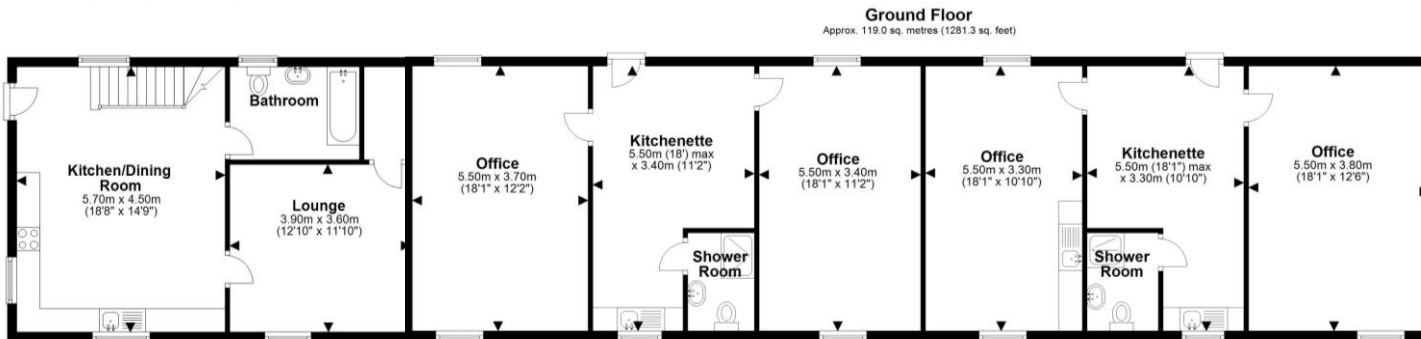 Ground Floor
Approx. 119.0 sq. metres (1281.3 sq. feet)
Bathroom
Kitchen/Dining
Room
5.70m x 4.50m
(18'8" x 14'9")
Lounge
3.90m x 3.60m
(12'10" x 11'10")
Office
5.50m x 3.70m
(18'1" x 12'2")
Kitchenette
5.50m (18') max
x 3.40m (11'2")
Shower
Room
Office
5.50m x 3.40m
(18'1" x 11'2")
Office
5.50m x 3.30m
(18'1" x 10'10")
Kitchenette
5.50m (18'1") max
x 3.30m (10'10")
Shower
Room
Office
5.50m x 3.80m
(18'1" x 12'6")